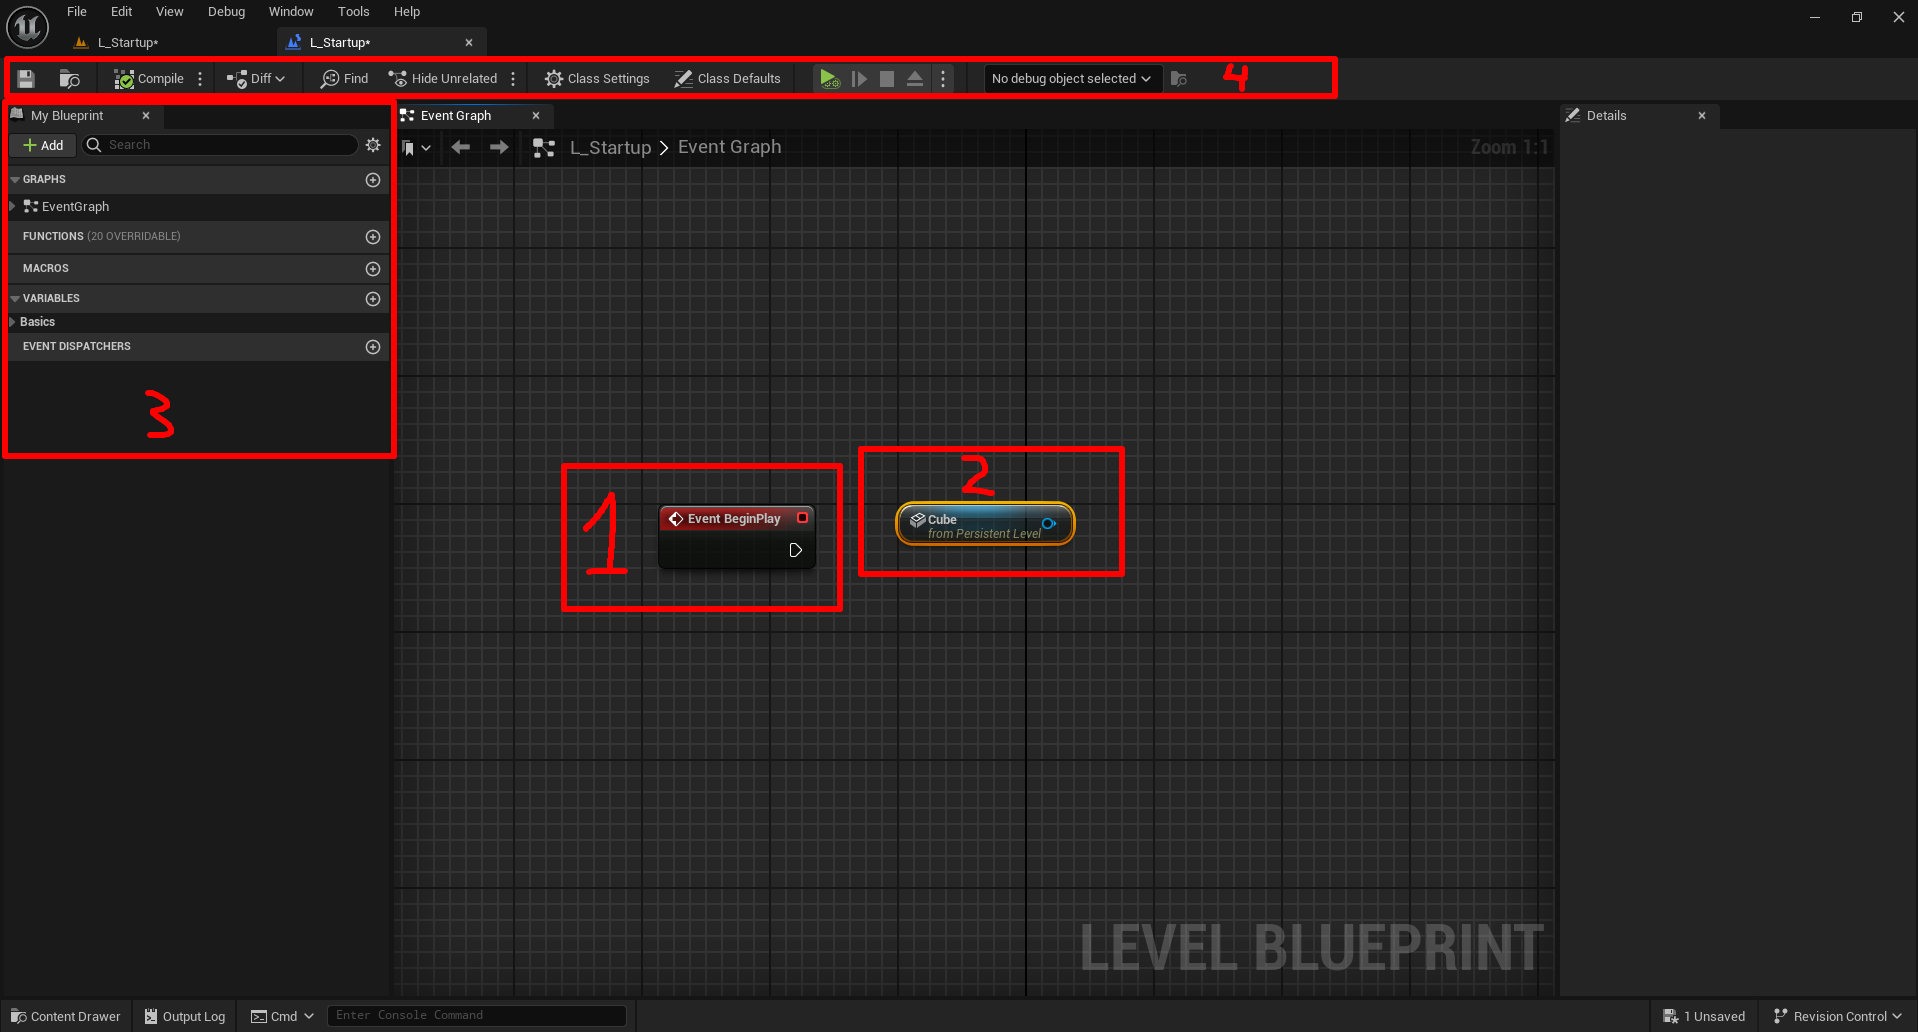 File Edit View Debug Window Tools Help
L_Startup* L_Startup*
Compile Diff Find Hide Unrelated Class Settings Class Defaults No debug object selected 4
My Blueprint Event Graph Details
Add Search L_Startup > Event Graph Zoom 1:1
GRAPHS
EventGraph
FUNCTIONS (20 OVERRIDABLE)
MACROS
VARIABLES
Basics
EVENT DISPATCHERS
3
1
Event BeginPlay
2
Cube
from Persistent Level
LEVEL BLUEPRINT
Content Drawer Output Log Cmd Enter Console Command 1 Unsaved Revision Control